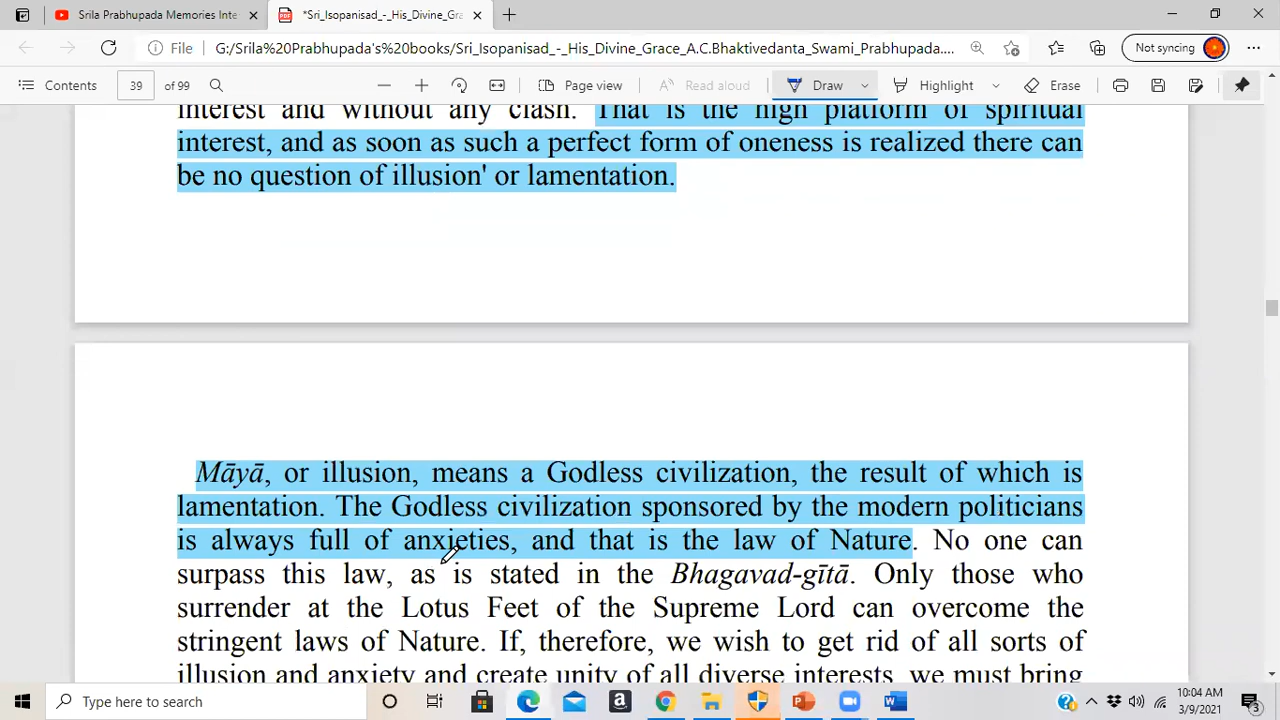 Srila Prabhupada Memories Inte
*Sri_Isopanisad_-_His_Divine_Gra
File
G:/Srila%20Prabhupada's%20books/Sri_Isopanisad_-_His_Divine_Grace_A.C.Bhaktivedanta_Swami_Prabhupada....
Not syncing
Contents
39 of 99
Page view
Read aloud
Draw
Highlight
Erase
interest and without any clash. That is the high platform of spiritual
interest, and as soon as such a perfect form of oneness is realized there can
be no question of illusion' or lamentation.
Māyā, or illusion, means a Godless civilization, the result of which is
lamentation. The Godless civilization sponsored by the modern politicians
is always full of anxieties, and that is the law of Nature. No one can
surpass this law, as is stated in the Bhagavad-gītā. Only those who
surrender at the Lotus Feet of the Supreme Lord can overcome the
stringent laws of Nature. If, therefore, we wish to get rid of all sorts of
illusion and anxiety and create unity of all diverse interests, we must bring
Type here to search
10:04 AM
3/9/2021
3